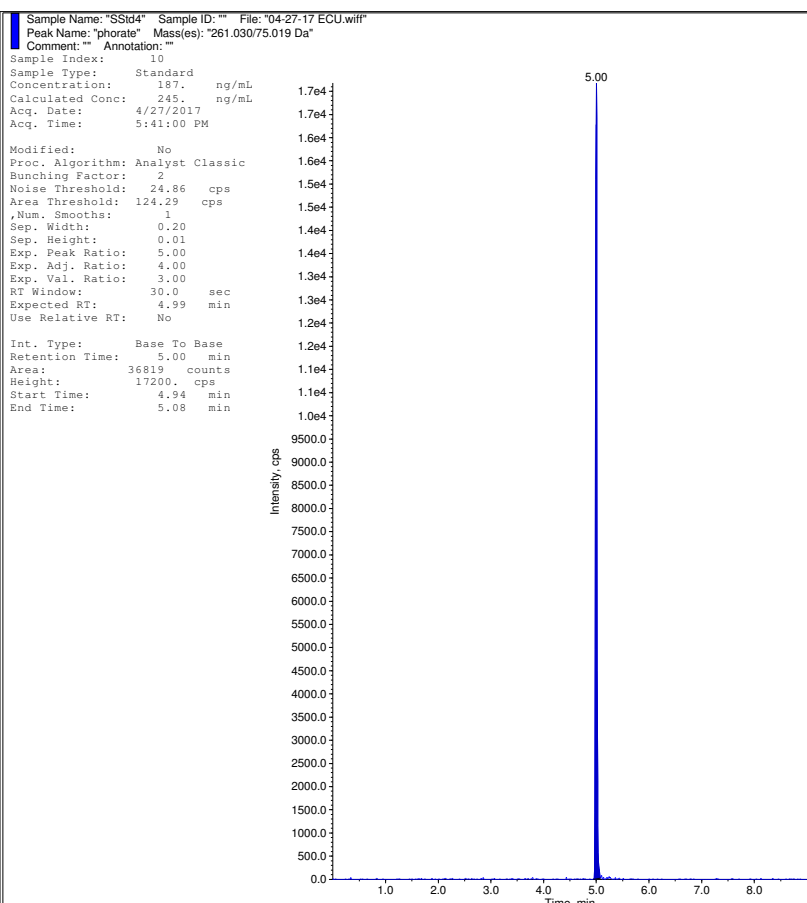 Sample Name: "SStd4" Sample ID: "" File: "04-27-17 ECU.wiff"
Peak Name: "phorate" Mass(es): "261.030/75.019 Da"
Comment: "" Annotation: ""
Sample Index: 10
Sample Type: Standard
Concentration: 187. ng/mL
Calculated Conc: 245. ng/mL
Acq. Date: 4/27/2017
Acq. Time: 5:41:00 PM
Modified: No
Proc. Algorithm: Analyst Classic
Bunching Factor: 2
Noise Threshold: 24.86 cps
Area Threshold: 124.29 cps
,Num. Smooths: 1
Sep. Width: 0.20
Sep. Height: 0.01
Exp. Peak Ratio: 5.00
Exp. Adj. Ratio: 4.00
Exp. Val. Ratio: 3.00
RT Window: 30.0 sec
Expected RT: 4.99 min
Use Relative RT: No
Int. Type: Base To Base
Retention Time: 5.00 min
Area: 36819 counts
Height: 17200. cps
Start Time: 4.94 min
End Time: 5.08 min
5.00
1.7e4
1.7e4
1.6e4
1.6e4
1.5e4
1.5e4
1.4e4
1.4e4
1.3e4
1.3e4
1.2e4
1.2e4
1.1e4
1.1e4
1.0e4
9500.0
9000.0
8500.0
8000.0
7500.0
7000.0
6500.0
6000.0
5500.0
5000.0
4500.0
4000.0
3500.0
3000.0
2500.0
2000.0
1500.0
1000.0
500.0
0.0
Intensity, cps
1.0 2.0 3.0 4.0 5.0 6.0 7.0 8.0
Time, min